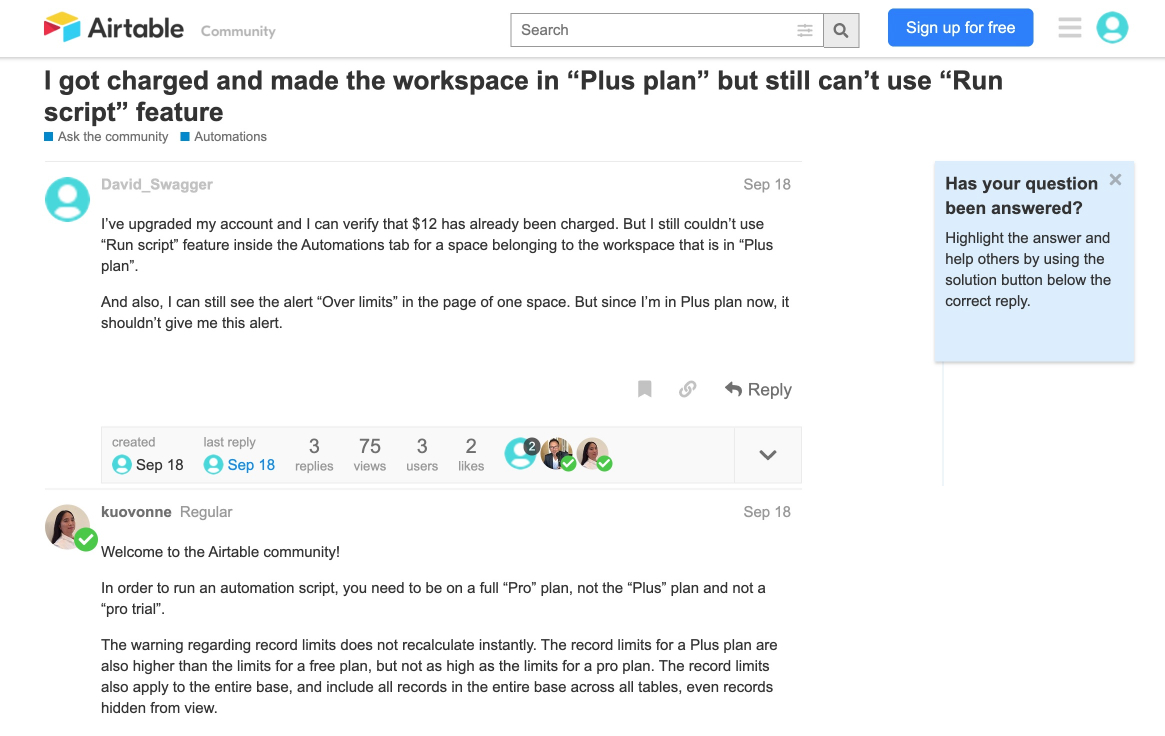 Airtable Community
Search
Sign up for free
I got charged and made the workspace in “Plus plan” but still can’t use “Run
script” feature
Ask the community Automations
David_Swagger Sep 18
I’ve upgraded my account and I can verify that $12 has already been charged. But I still couldn’t use
“Run script” feature inside the Automations tab for a space belonging to the workspace that is in “Plus
plan”.
And also, I can still see the alert “Over limits” in the page of one space. But since I’m in Plus plan now, it
shouldn’t give me this alert.
Reply
Has your question
been answered?
Highlight the answer and
help others by using the
solution button below the
correct reply.
created last reply 3 75 3 2 2
Sep 18 Sep 18 replies views users likes
kuovonne Regular Sep 18
Welcome to the Airtable community!
In order to run an automation script, you need to be on a full “Pro” plan, not the “Plus” plan and not a
“pro trial”.
The warning regarding record limits does not recalculate instantly. The record limits for a Plus plan are
also higher than the limits for a free plan, but not as high as the limits for a pro plan. The record limits
also apply to the entire base, and include all records in the entire base across all tables, even records
hidden from view.